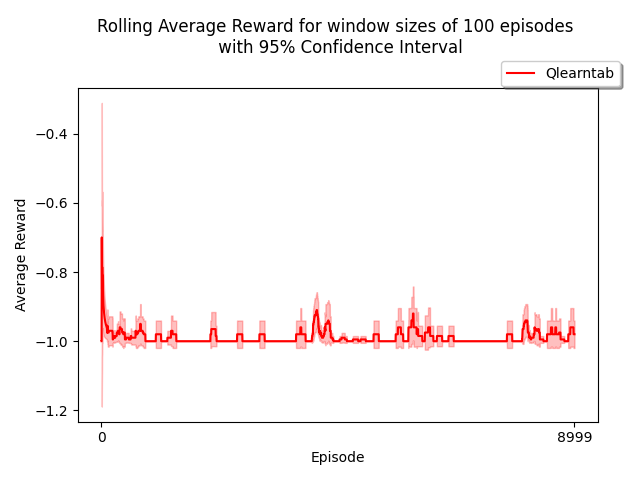 Rolling Average Reward for window sizes of 100 episodes
with 95% Confidence Interval
Qlearntab
Average Reward
−0.4
−0.6
−0.8
−1.0
−1.2
0
8999
Episode